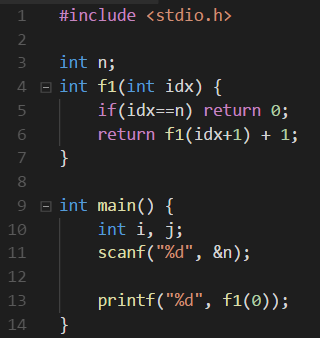 1 #include <stdio.h>
2
3 int n;
4 int f1(int idx) {
5     if(idx==n) return 0;
6     return f1(idx+1) + 1;
7 }
8
9 int main() {
10     int i, j;
11     scanf("%d", &n);
12
13     printf("%d", f1(0));
14 }